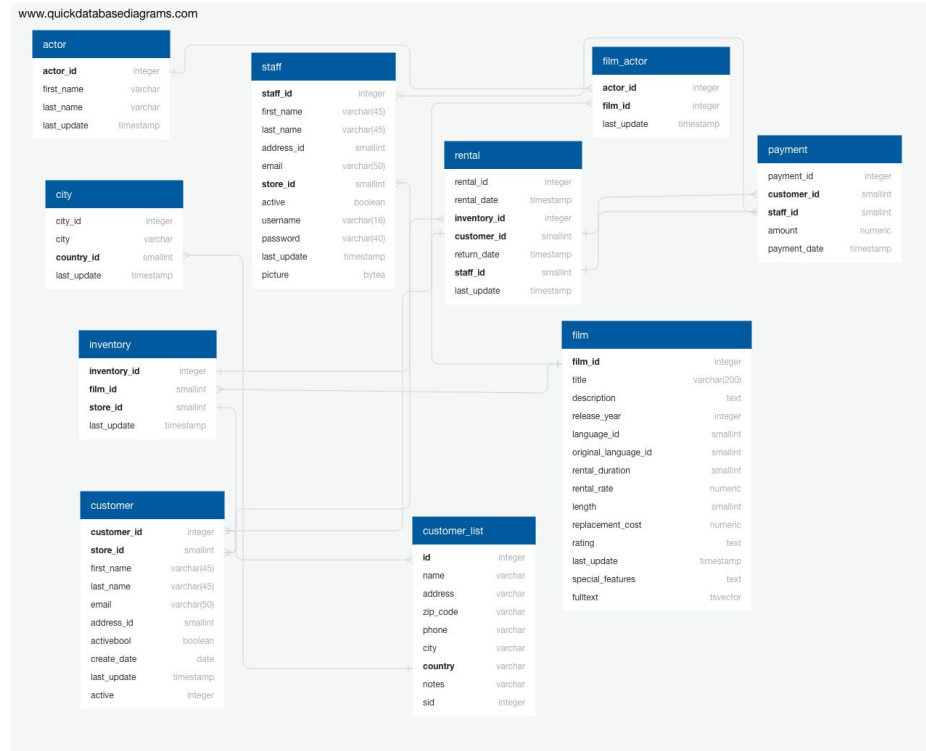 www.quickdatabasediagrams.com
actor
actor_id integer
first_name varchar
last_name varchar
last_update timestamp
staff
staff_id integer
first_name varchar(45)
last_name varchar(45)
address_id smallint
email varchar(50)
store_id smallint
active boolean
username varchar(16)
password varchar(40)
last_update timestamp
picture bytea
film_actor
actor_id integer
film_id integer
last_update timestamp
rental
rental_id integer
rental_date timestamp
inventory_id integer
customer_id smallint
return_date timestamp
staff_id smallint
last_update timestamp
payment
payment_id integer
customer_id smallint
staff_id smallint
amount numeric
payment_date timestamp
city
city_id integer
city varchar
country_id smallint
last_update timestamp
inventory
inventory_id integer
film_id smallint
store_id smallint
last_update timestamp
film
film_id integer
title varchar(200)
description text
release_year integer
language_id smallint
original_language_id smallint
rental_duration smallint
rental_rate numeric
length smallint
replacement_cost numeric
rating text
last_update timestamp
special_features text
fulltext tsvector
customer
customer_id integer
store_id smallint
first_name varchar(45)
last_name varchar(45)
email varchar(50)
address_id smallint
activebool boolean
create_date date
last_update timestamp
active integer
customer_list
id integer
name varchar
address varchar
zip_code varchar
phone varchar
city varchar
country varchar
notes varchar
sid integer